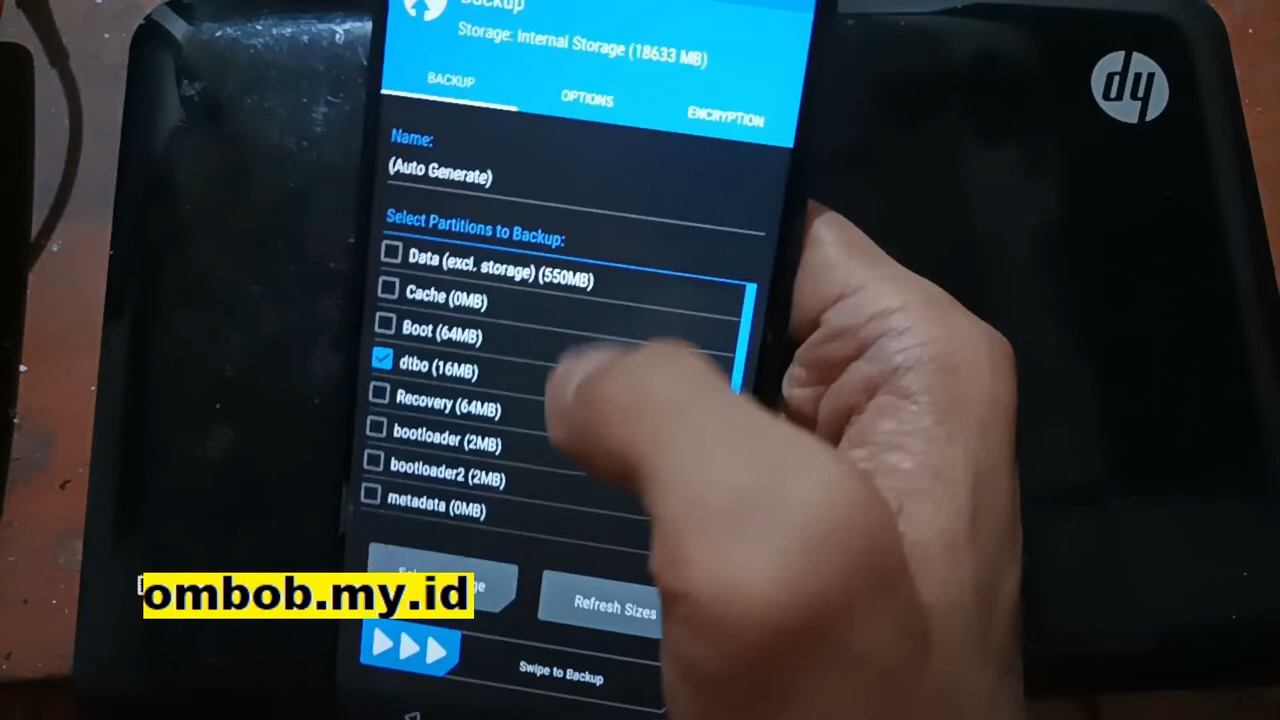 Backup
Storage: Internal Storage (18633 MB)
BACKUP
OPTIONS
ENCRYPTION
Name:
(Auto Generate)
Select Partitions to Backup:
Data (excl. storage) (550MB)
Cache (0MB)
Boot (64MB)
dtbo (16MB)
Recovery (64MB)
bootloader (2MB)
bootloader2 (2MB)
metadata (0MB)
Refresh Sizes
ombob.my.id
Swipe to Backup
hp